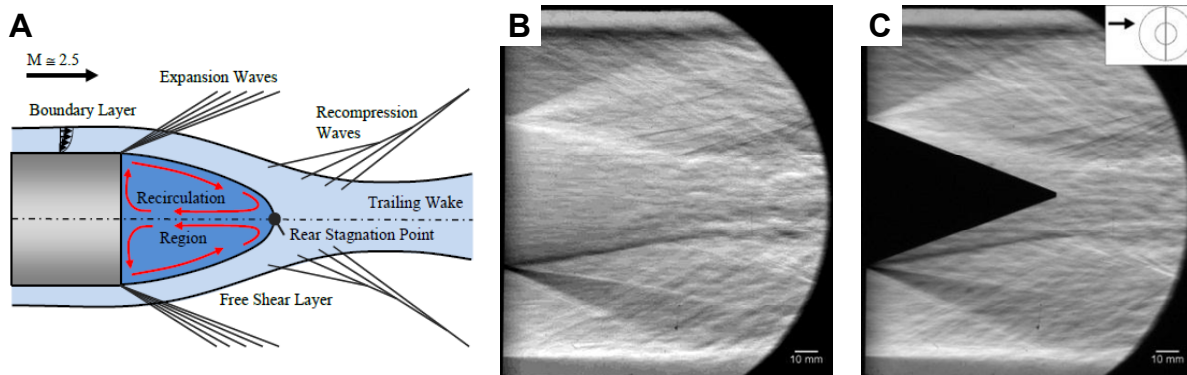 A
M ≅ 2.5
Expansion Waves
Boundary Layer
Recompression
Waves
Recirculation
Trailing Wake
Region
Rear Stagnation Point
Free Shear Layer
B
10 mm
C
10 mm